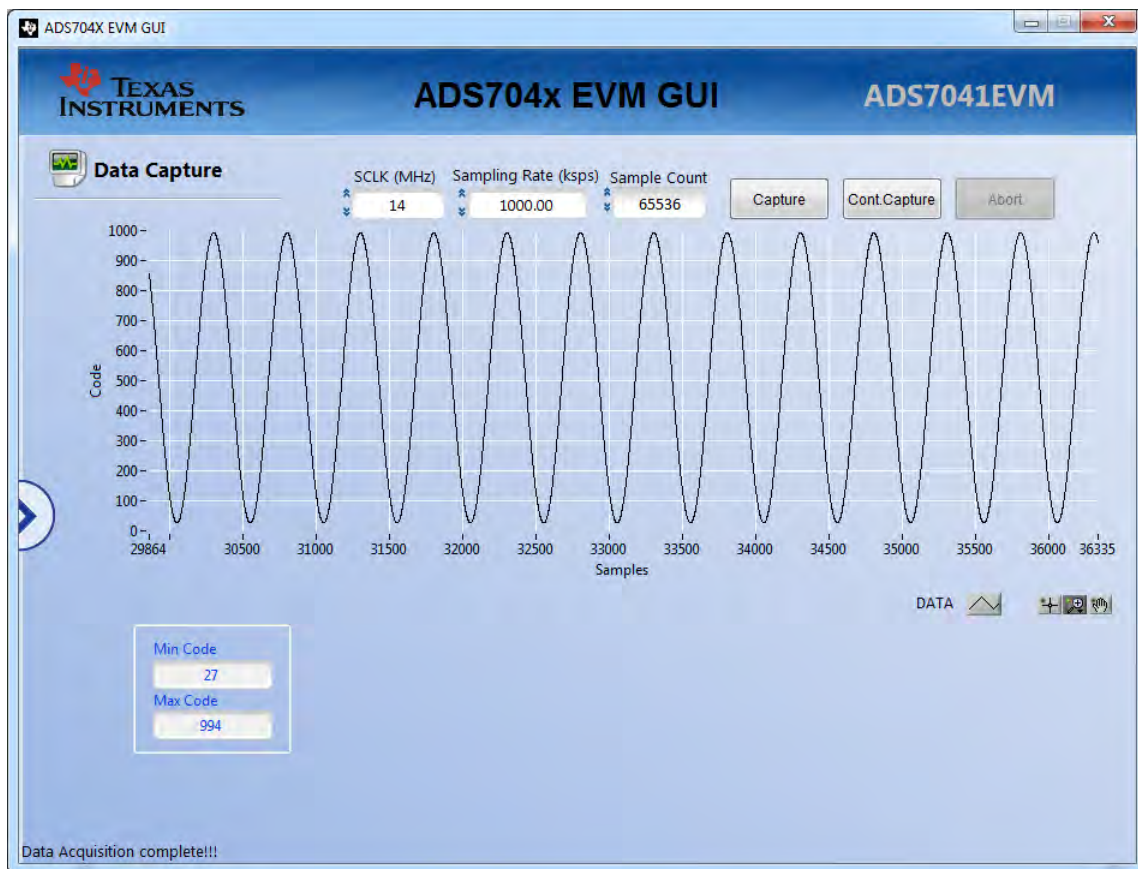 ADS704X EVM GUI
TEXAS
INSTRUMENTS
ADS704x EVM GUI
ADS7041EVM
Data Capture
SCLK (MHz) Sampling Rate (ksps) Sample Count
14 1000.00 65536 Capture Cont.Capture Abort
1000
900
800
700
600
500
400
300
200
100
0
Code
29864 30500 31000 31500 32000 32500 33000 33500 34000 34500 35000 35500 36000 36335
Samples
DATA
Min Code
27
Max Code
994
Data Acquisition complete!!!